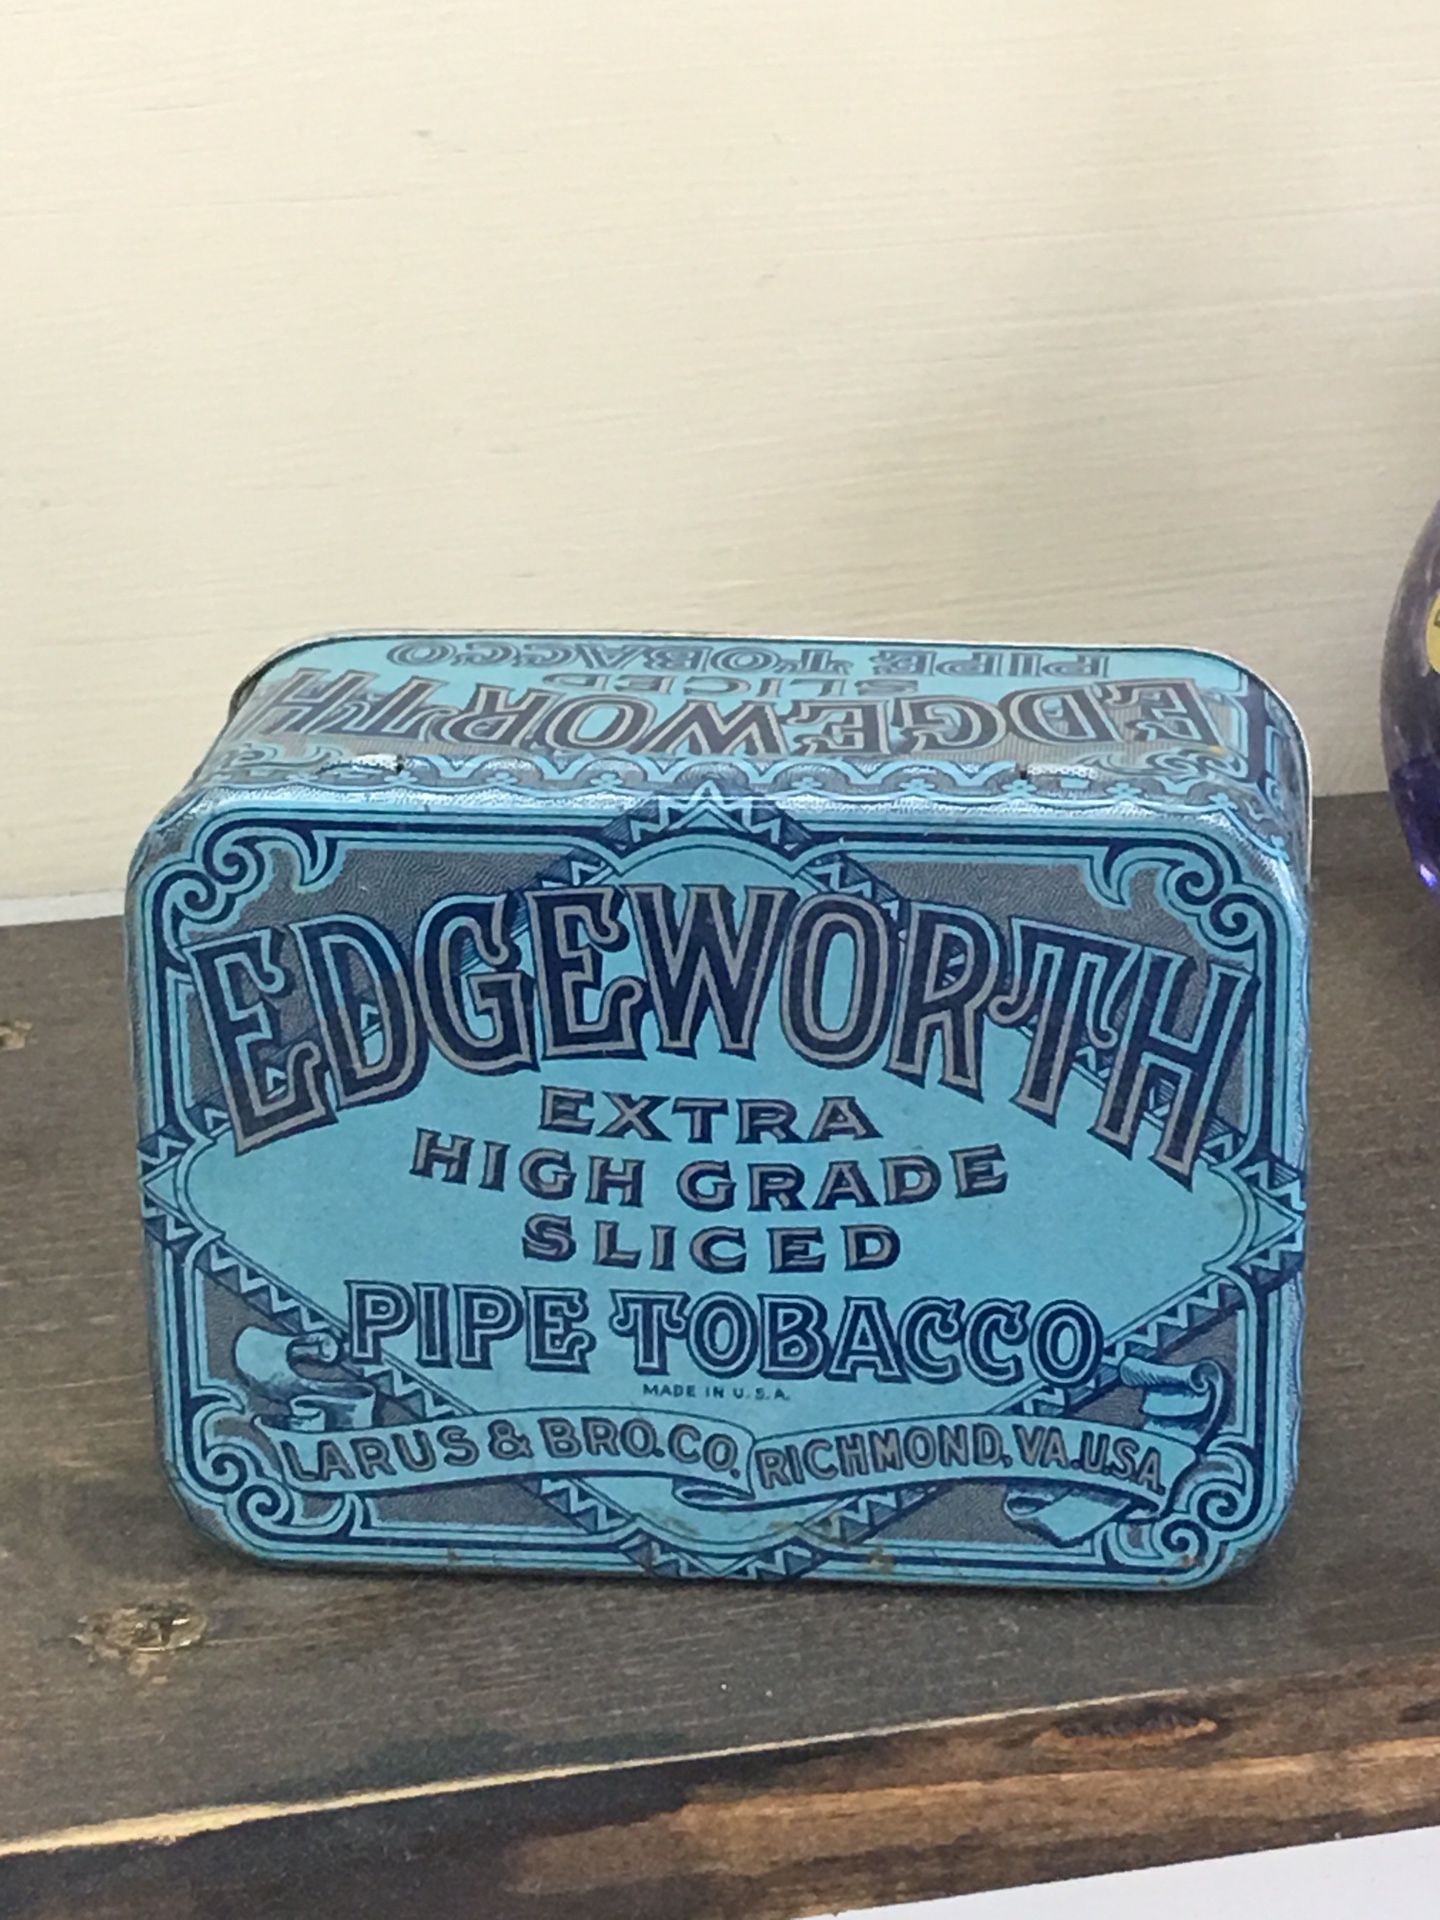 EDGEWORTH
SLICED
PIPE TOBACCO
EDGEWORTH
EXTRA
HIGH GRADE
SLICED
PIPE TOBACCO
MADE IN U.S.A.
LARUS & BRO. CO. RICHMOND, VA. U.S.A.